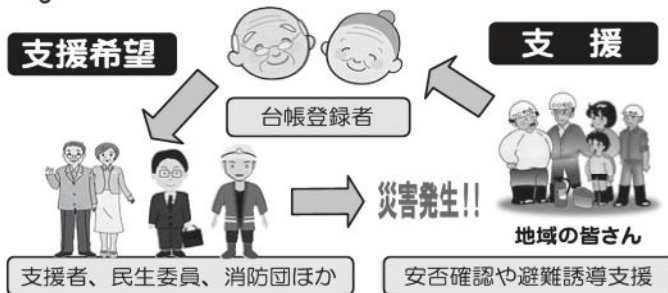 支援希望
支 援
台帳登録者
災害発生!!
地域の皆さん
支援者、民生委員、消防団ほか
安否確認や避難誘導支援